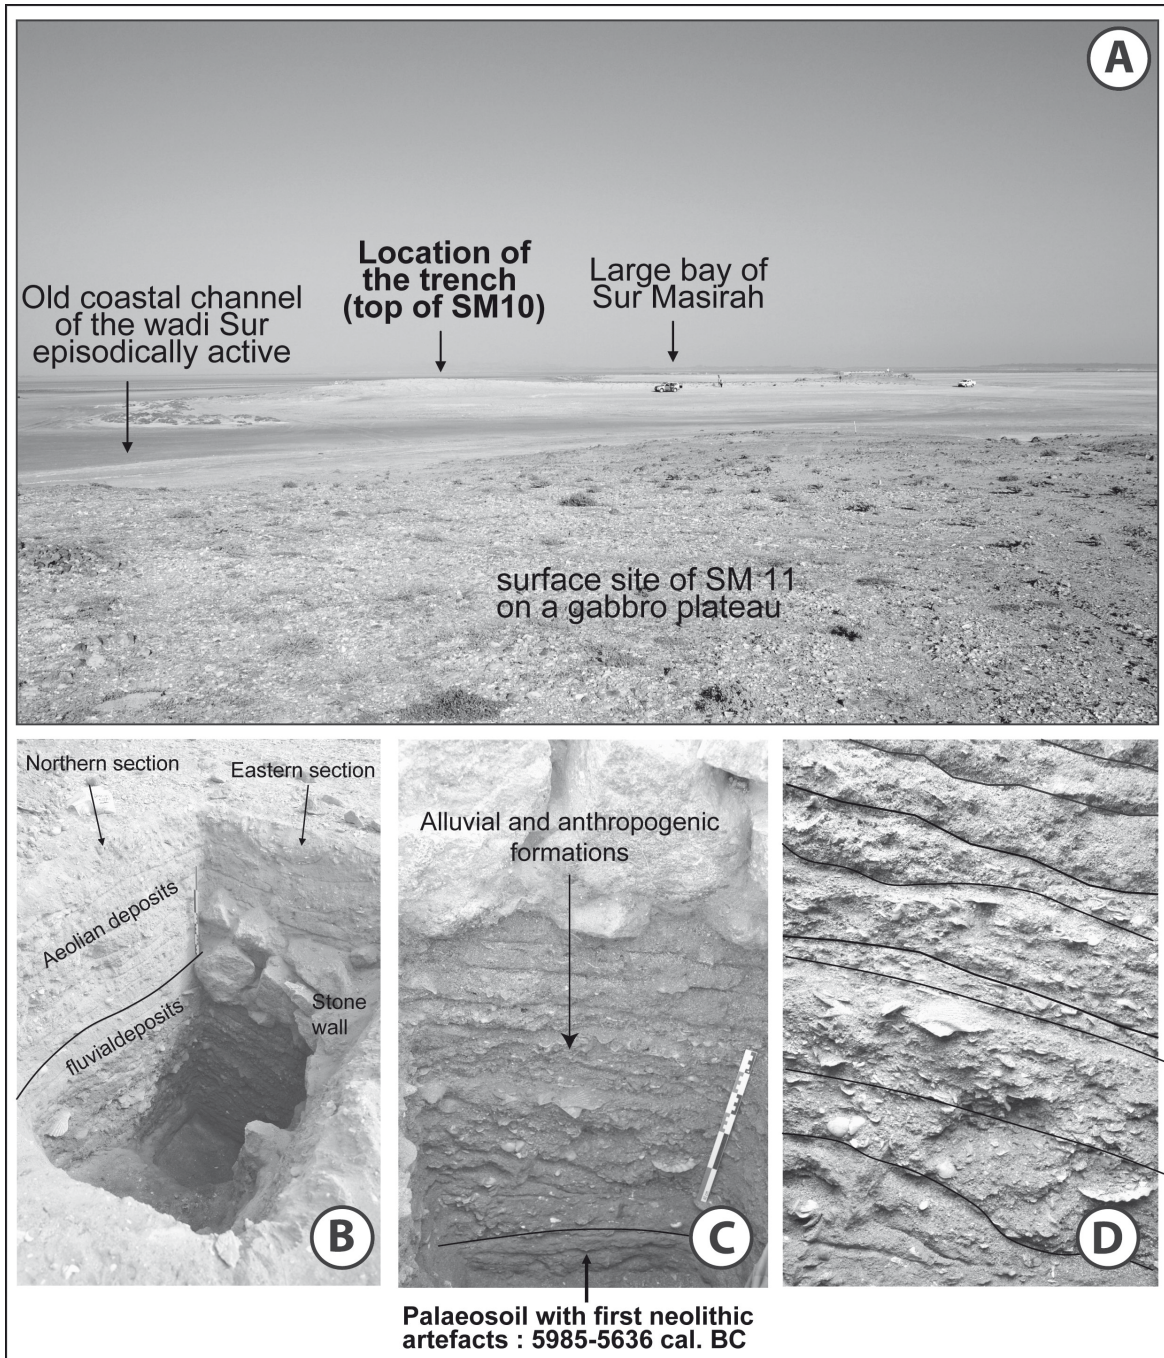 A
Location of
the trench
(top of SM10)
Large bay of
Sur Masirah
Old coastal channel
of the wadi Sur
episodically active
surface site of SM 11
on a gabbro plateau
Northern section
Eastern section
Aeolian deposits
fluvialdeposits
Stone
wall
B
Alluvial and anthropogenic
formations
C
D
Palaeosoil with first neolithic
artefacts : 5985-5636 cal. BC